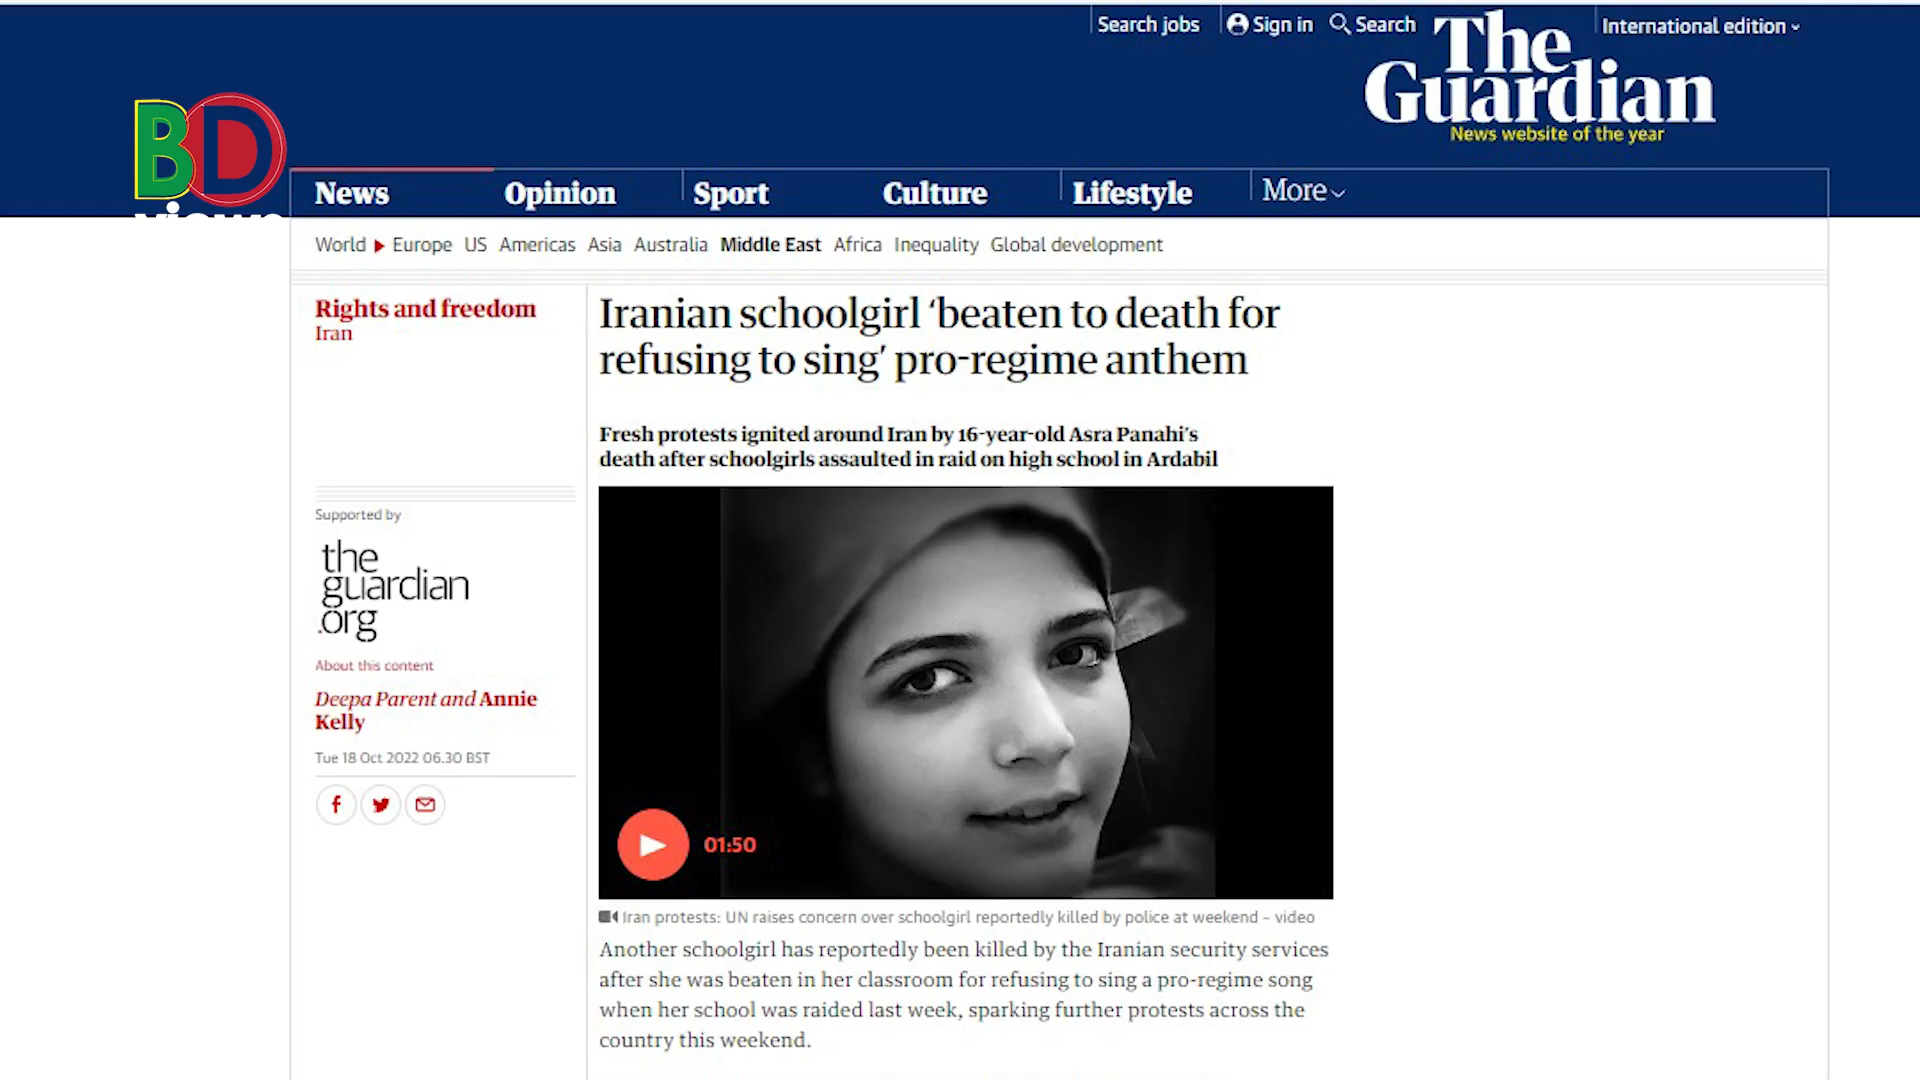 Search jobs
Sign in
Search
International edition
The
Guardian
News website of the year
BD
views
News
Opinion
Sport
Culture
Lifestyle
More
World Europe US Americas Asia Australia Middle East Africa Inequality Global development
Rights and freedom
Iran
Iranian schoolgirl ‘beaten to death for
refusing to sing’ pro-regime anthem
Fresh protests ignited around Iran by 16-year-old Asra Panahi’s
death after schoolgirls assaulted in raid on high school in Ardabil
Supported by
the
guardian
.org
About this content
Deepa Parent and Annie
Kelly
Tue 18 Oct 2022 06.30 BST
01:50
Iran protests: UN raises concern over schoolgirl reportedly killed by police at weekend – video
Another schoolgirl has reportedly been killed by the Iranian security services
after she was beaten in her classroom for refusing to sing a pro-regime song
when her school was raided last week, sparking further protests across the
country this weekend.